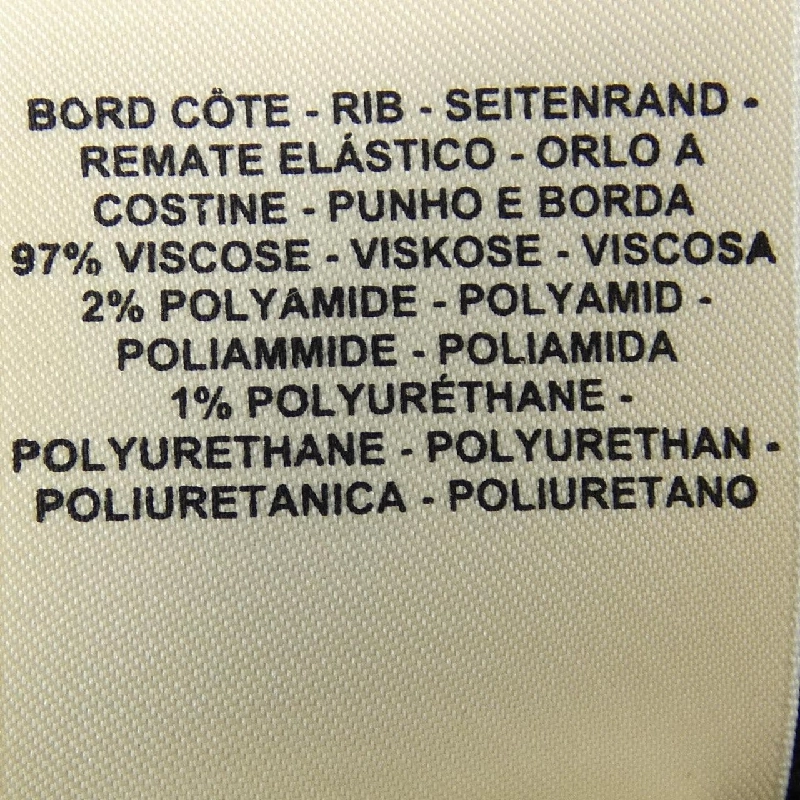 BORD CÔTE - RIB - SEITENRAND -
REMATE ELÁSTICO - ORLO A
COSTINE - PUNHO E BORDA
97% VISCOSE - VISKOSE - VISCOSA
2% POLYAMIDE - POLYAMID -
POLIAMMIDE - POLIAMIDA
1% POLYURÉTHANE -
POLYURETHANE - POLYURETHAN -
POLIURETANICA - POLIURETANO